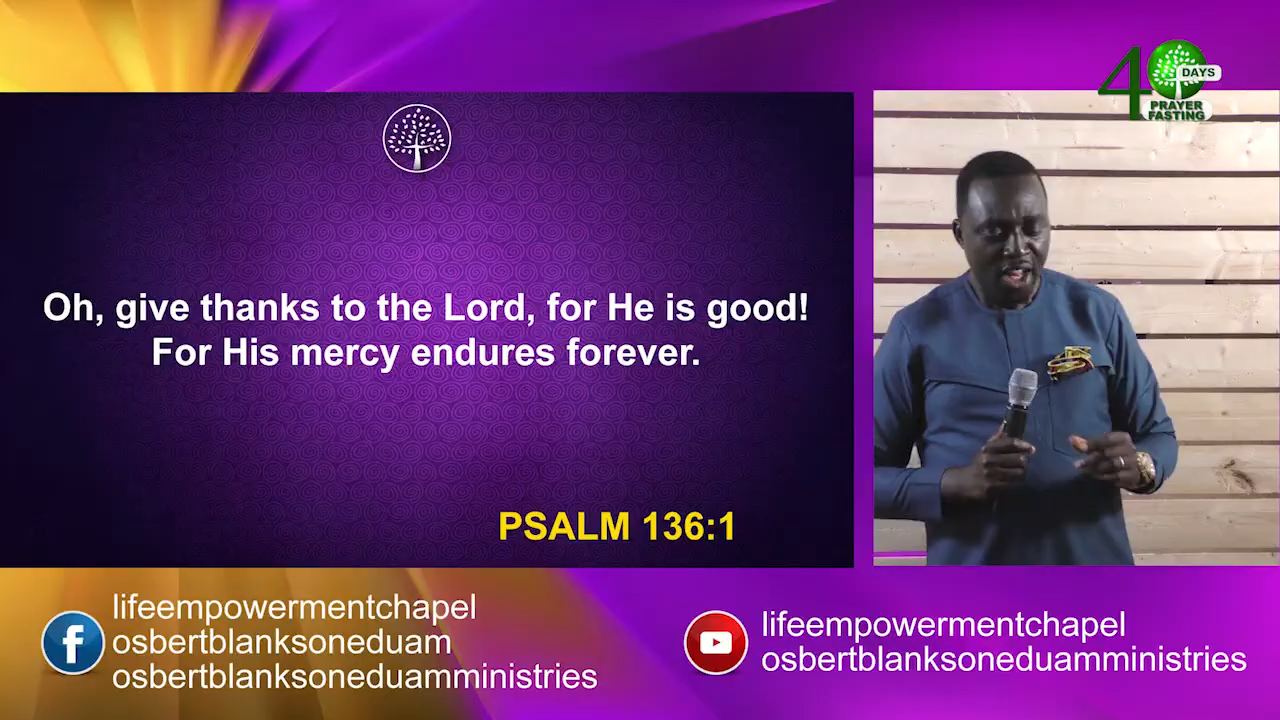 40 DAYS
PRAYER
FASTING
Oh, give thanks to the Lord, for He is good!
For His mercy endures forever.
PSALM 136:1
lifeempowermentchapel
osbertblanksoneduam
osbertblanksoneduamministries
lifeempowermentchapel
osbertblanksoneduamministries